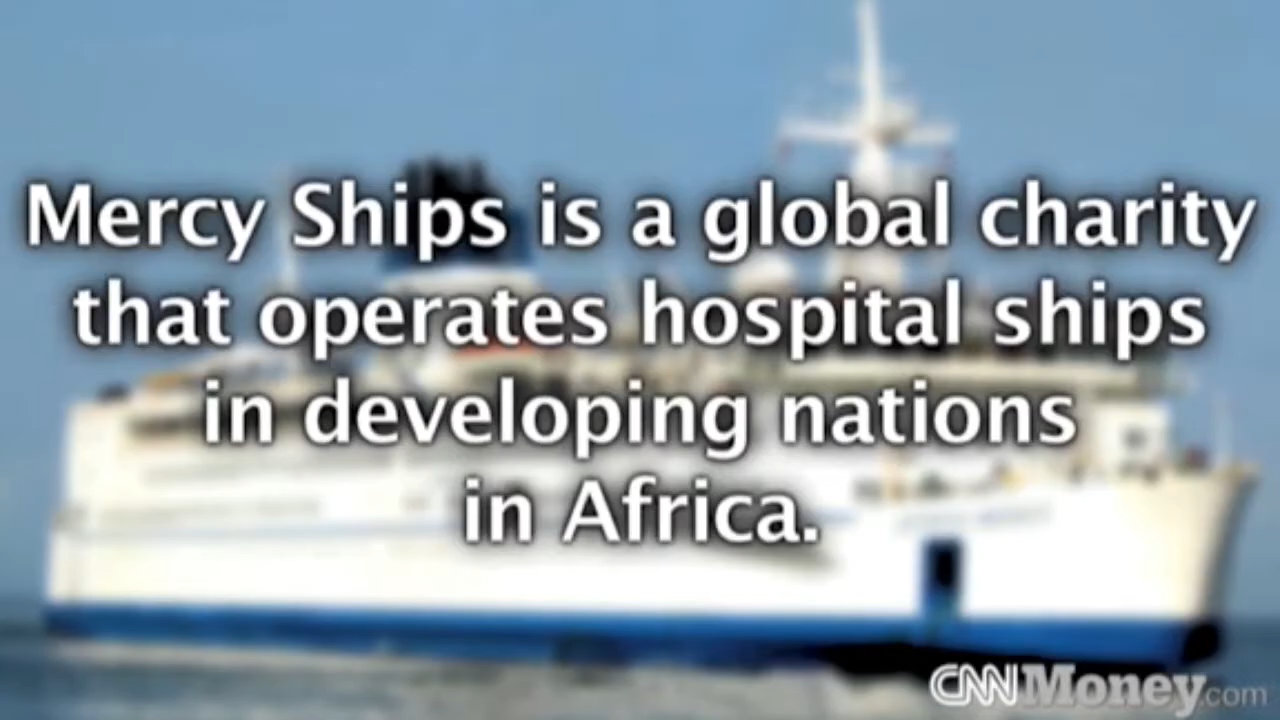 Mercy Ships is a global charity
that operates hospital ships
in developing nations
in Africa.
CNNMoney.com